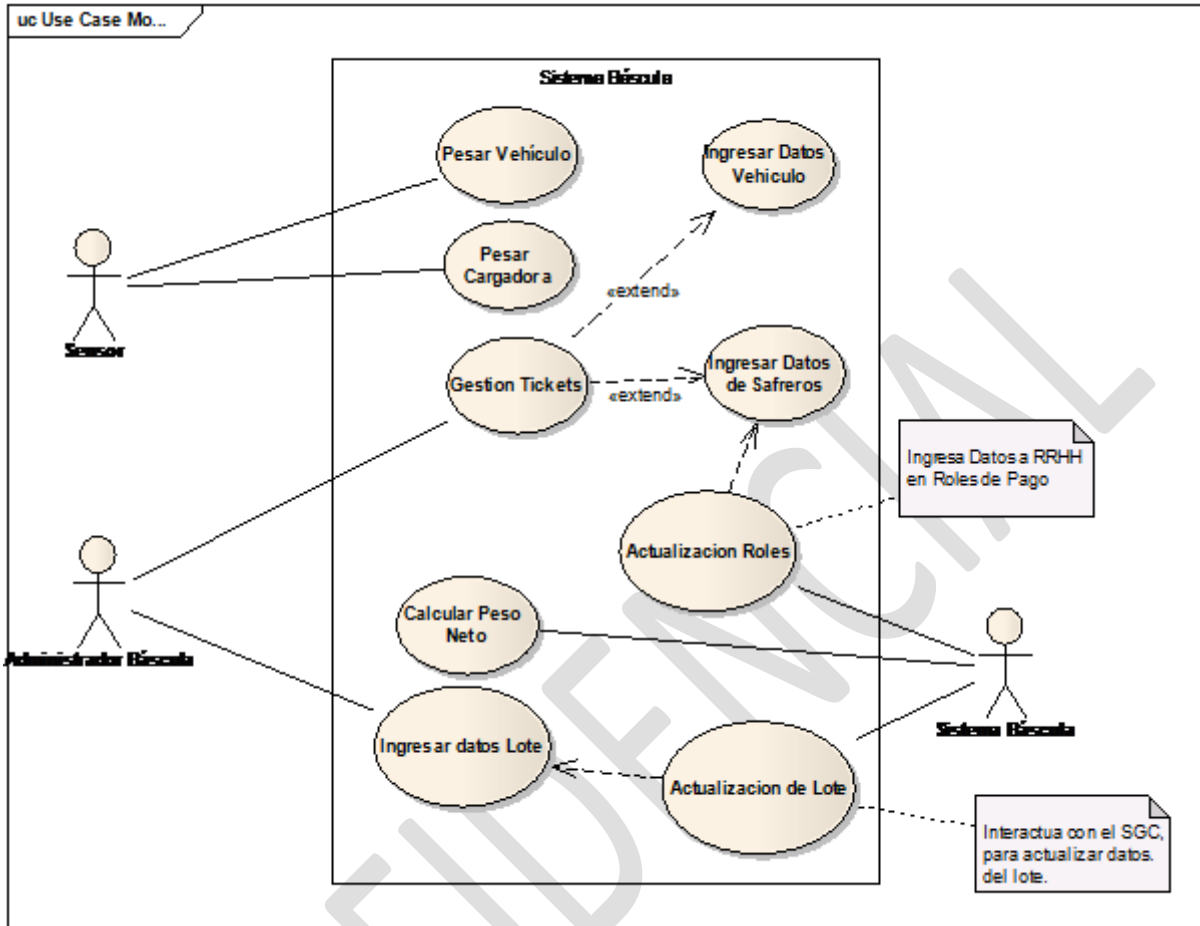 uc Use Case Mo...
Sistema Báscula
Pesar Vehículo
Ingresar Datos
Vehiculo
Pesar
Cargadora
«extend»
Sensor
Gestion Tickets
Ingresar Datos
de Safreros
«extend»
Ingresa Datos a RRHH
en Roles de Pago
Actualizacion Roles
Calcular Peso
Neto
Administrador Báscula
Sistema Báscula
Ingresar datos Lote
Actualizacion de Lote
Interactua con el SGC,
para actualizar datos.
del lote.